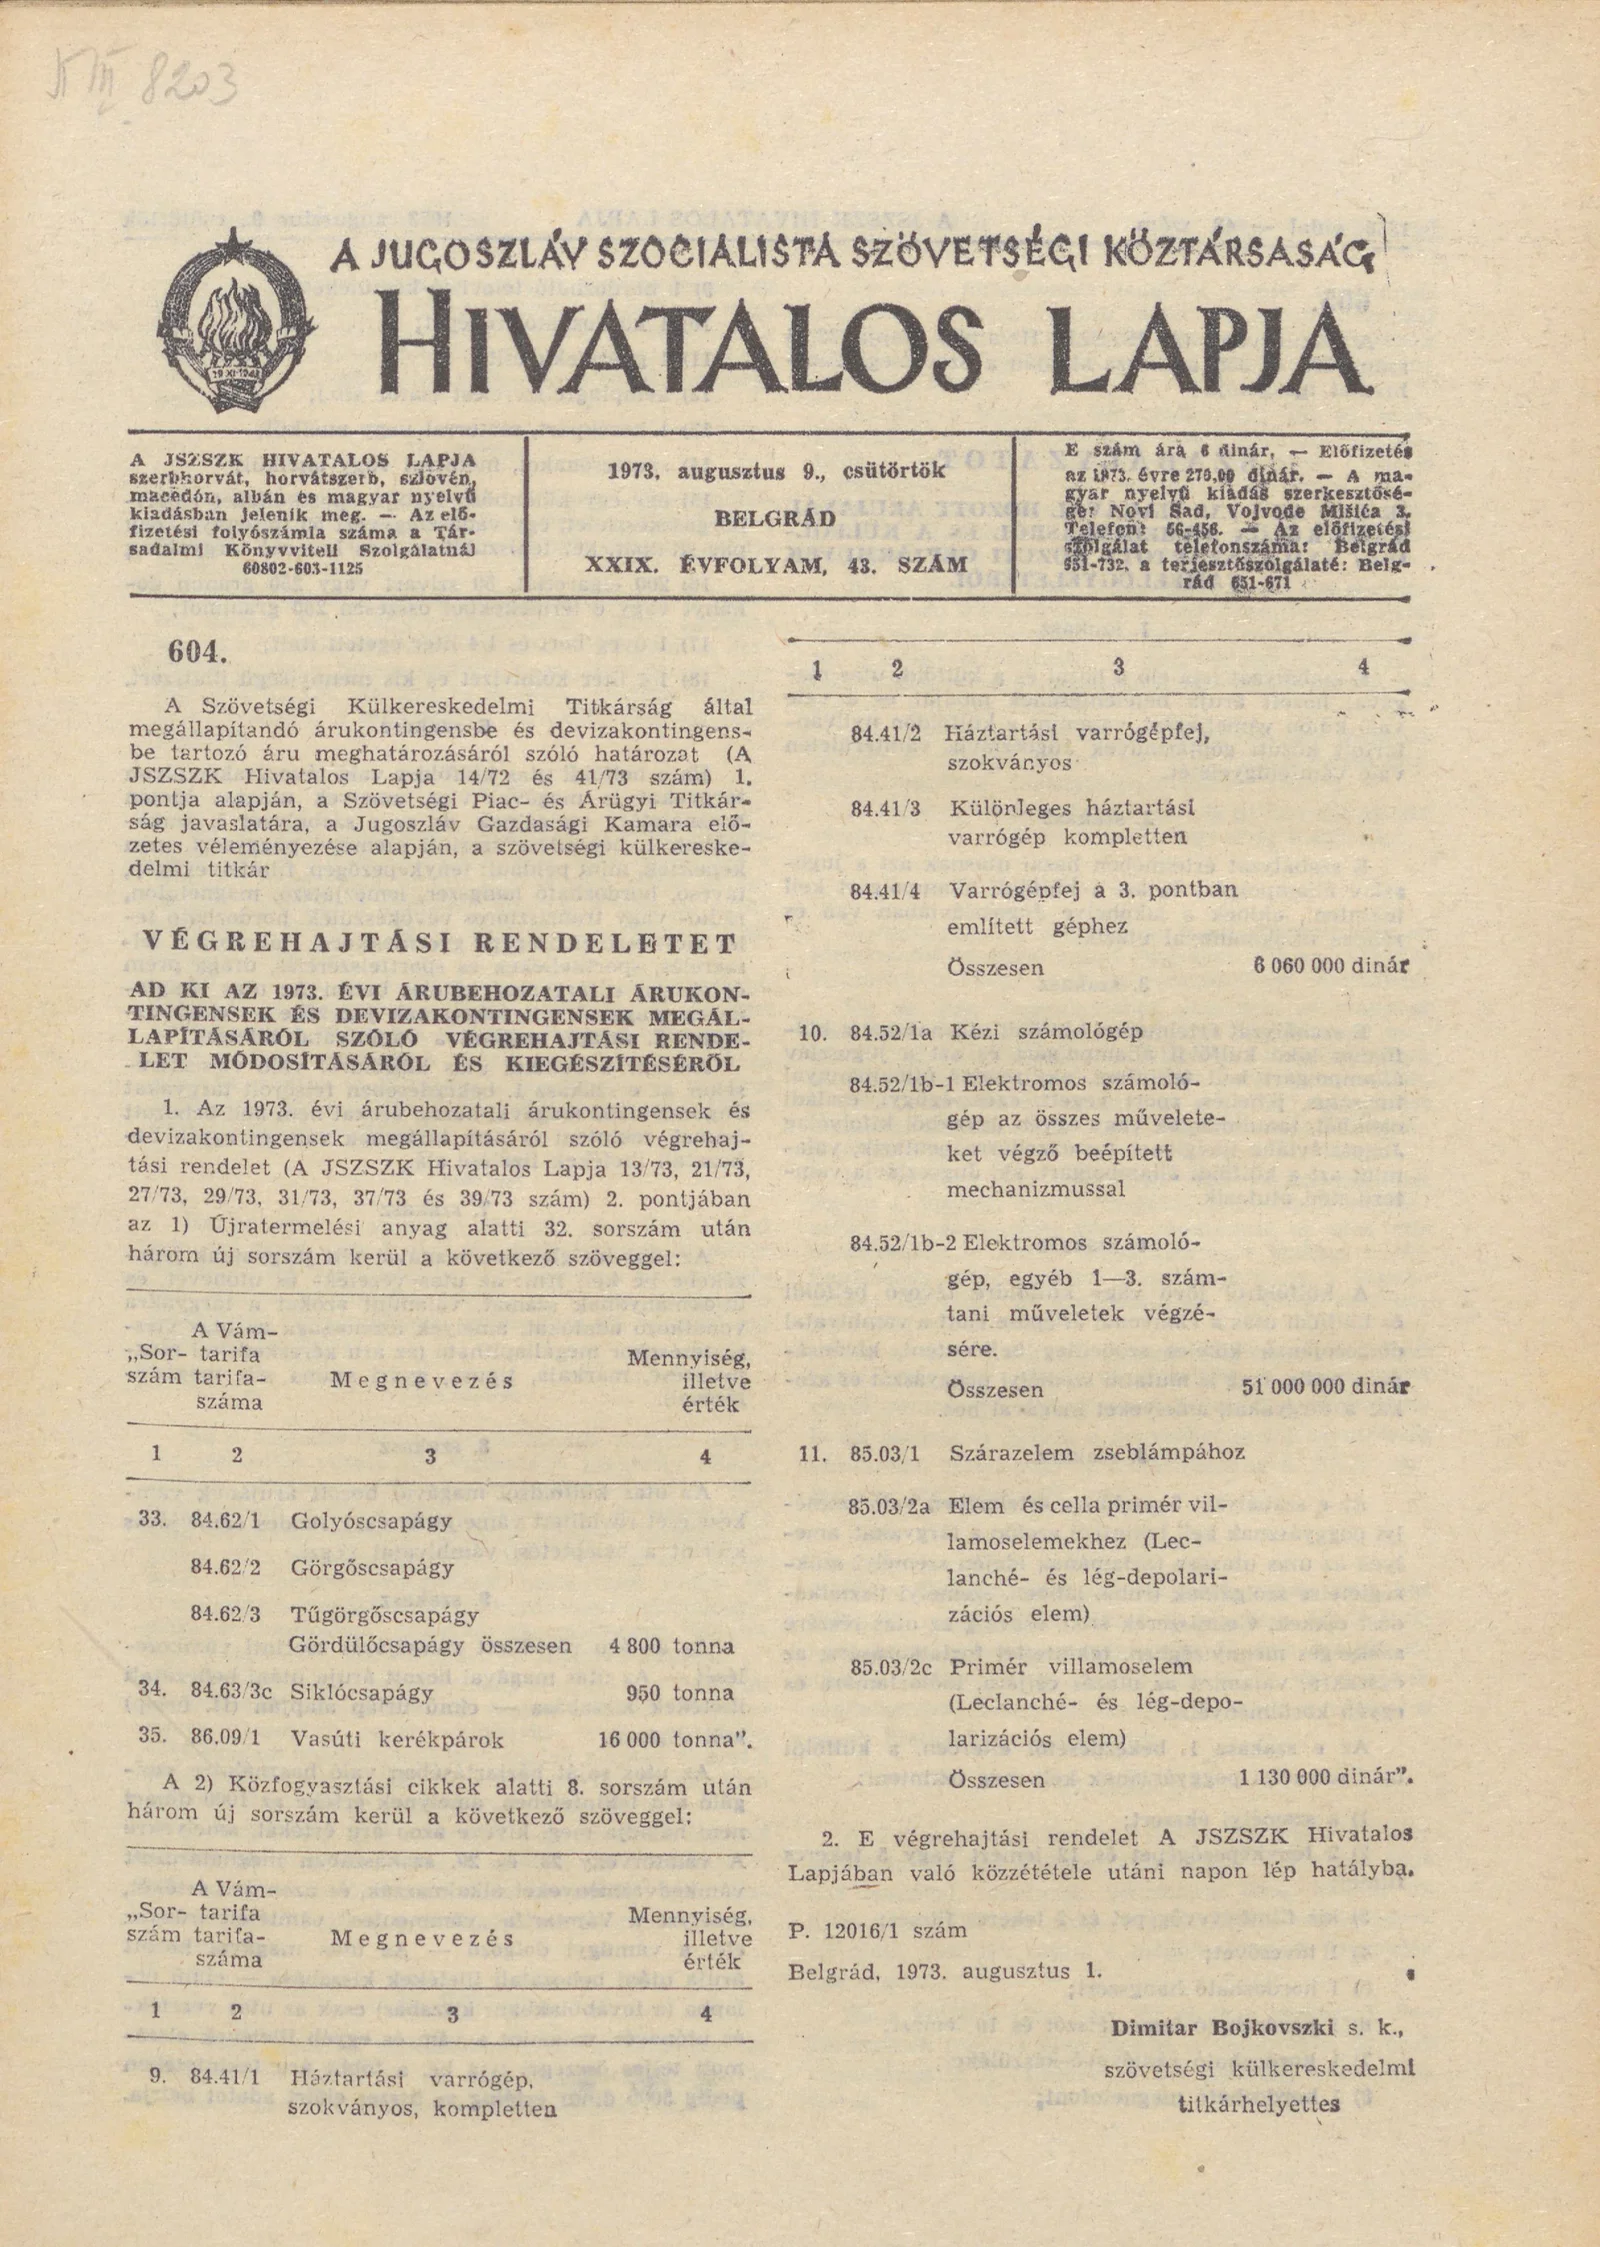 K III 8203
A JUGOSZLÁV SZOCIALISTA SZÖVETSÉGI KÖZTÁRSASÁG
HIVATALOS LAPJA
A JSZSZK HIVATALOS LAPJA
szerbhorvát, horvátszerb, szlovén,
macedón, albán és magyar nyelvű
kiadásban jelenik meg. — Az elő-
fizetési folyószámla száma a Tár-
sadalmi Könyvviteli Szolgálatnál
60802-603-1125
1973. augusztus 9., csütörtök
BELGRÁD
XXIX. ÉVFOLYAM, 43. SZÁM
E szám ára 6 dinár, — Előfizetés
az 1973. évre 270,00 dinár. — A ma-
gyar nyelvű kiadás szerkesztősé-
ge: Novi Sad, Vojvode Mišića 3.
Telefon: 56-456. — Az előfizetési
szolgálat telefonszáma: Belgrád
651-732, a terjesztőszolgálaté: Belg-
rád 651-671
604.
A Szövetségi Külkereskedelmi Titkárság által
megállapítandó árukontingensbe és devizakontingens-
be tartozó áru meghatározásáról szóló határozat (A
JSZSZK Hivatalos Lapja 14/72 és 41/73 szám) 1.
pontja alapján, a Szövetségi Piac- és Árügyi Titkár-
ság javaslatára, a Jugoszláv Gazdasági Kamara elő-
zetes véleményezése alapján, a szövetségi külkereske-
delmi titkár
VÉGREHAJTÁSI RENDELETET
AD KI AZ 1973. ÉVI ÁRUBEHOZATALI ÁRUKON-
TINGENSEK ÉS DEVIZAKONTINGENSEK MEGÁL-
LAPÍTÁSÁRÓL SZÓLÓ VÉGREHAJTÁSI RENDE-
LET MÓDOSÍTÁSÁRÓL ÉS KIEGÉSZÍTÉSÉRŐL
1. Az 1973. évi árubehozatali árukontingensek és
devizakontingensek megállapításáról szóló végrehaj-
tási rendelet (A JSZSZK Hivatalos Lapja 13/73, 21/73,
27/73, 29/73, 31/73, 37/73 és 39/73 szám) 2. pontjában
az 1) Újratermelési anyag alatti 32. sorszám után
három új sorszám kerül a következő szöveggel:
A Vám-
„Sor- tarifa Mennyiség,
szám tarifa- Megnevezés illetve
száma érték
1 2 3 4
33. 84.62/1 Golyóscsapágy
84.62/2 Görgőscsapágy
84.62/3 Tűgörgőscsapágy
Gördülőcsapágy összesen 4 800 tonna
34. 84.63/3c Siklócsapágy 950 tonna
35. 86.09/1 Vasúti kerékpárok 16 000 tonna”.
A 2) Közfogyasztási cikkek alatti 8. sorszám után
három új sorszám kerül a következő szöveggel:
A Vám-
„Sor- tarifa Mennyiség,
szám tarifa- Megnevezés illetve
száma érték
1 2 3 4
9. 84.41/1 Háztartási varrógép,
szokványos, kompletten
1 2 3 4
84.41/2 Háztartási varrógépfej,
szokványos
84.41/3 Különleges háztartási
varrógép kompletten
84.41/4 Varrógépfej a 3. pontban
említett géphez
Összesen 6 060 000 dinár
10. 84.52/1a Kézi számológép
84.52/1b-1 Elektromos számoló-
gép az összes művelete-
ket végző beépített
mechanizmussal
84.52/1b-2 Elektromos számoló-
gép, egyéb 1—3. szám-
tani műveletek végzé-
sére.
Összesen 51 000 000 dinár
11. 85.03/1 Szárazelem zseblámpához
85.03/2a Elem és cella primér vil-
lamoselemekhez (Lec-
lanché- és lég-depolari-
zációs elem)
85.03/2c Primér villamoselem
(Leclanché- és lég-depo-
larizációs elem)
Összesen 1 130 000 dinár”.
2. E végrehajtási rendelet A JSZSZK Hivatalos
Lapjában való közzététele utáni napon lép hatályba.
P. 12016/1 szám
Belgrád, 1973. augusztus 1.
Dimitar Bojkovszki s. k.,
szövetségi külkereskedelmi
titkárhelyettes